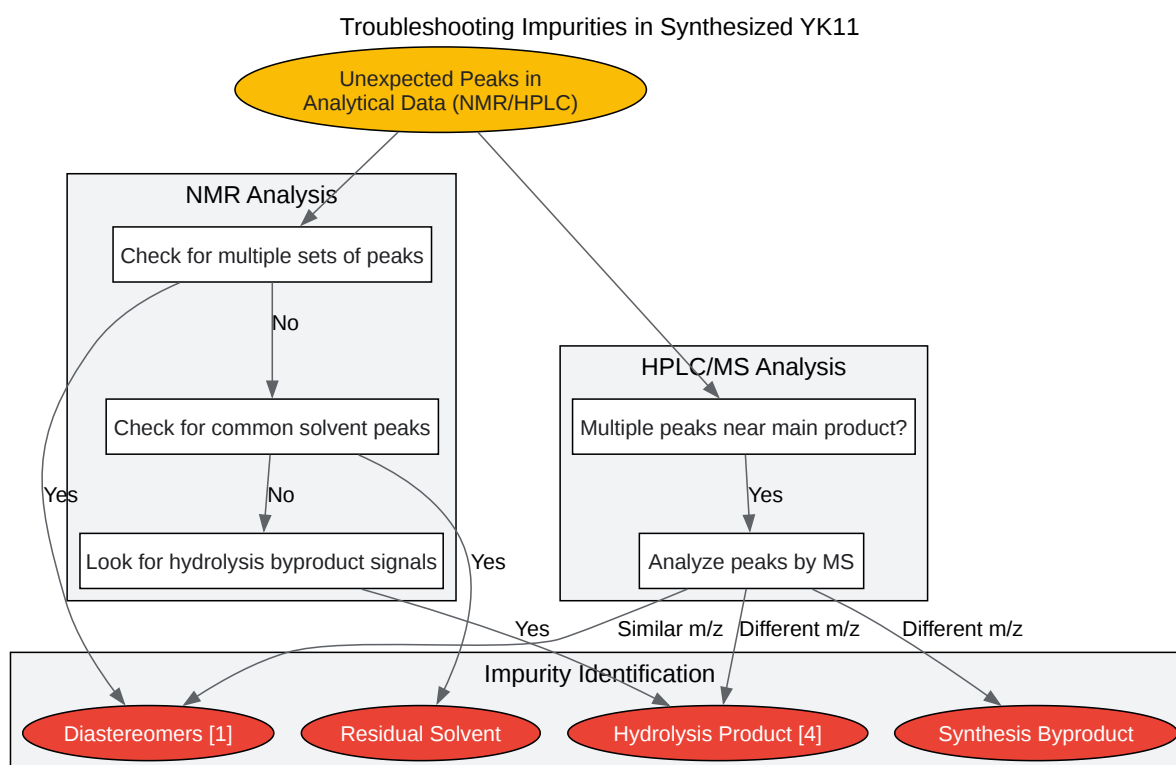 Troubleshooting Impurities in Synthesized YK11
Unexpected Peaks in
Analytical Data (NMR/HPLC)
NMR Analysis
Check for multiple sets of peaks
No
HPLC/MS Analysis
Check for common solvent peaks
Multiple peaks near main product?
Yes
No
Yes
Look for hydrolysis byproduct signals
Yes
Analyze peaks by MS
Yes
Similar m/z
Different m/z
Different m/z
Impurity Identification
Diastereomers [1]
Residual Solvent
Hydrolysis Product [4]
Synthesis Byproduct